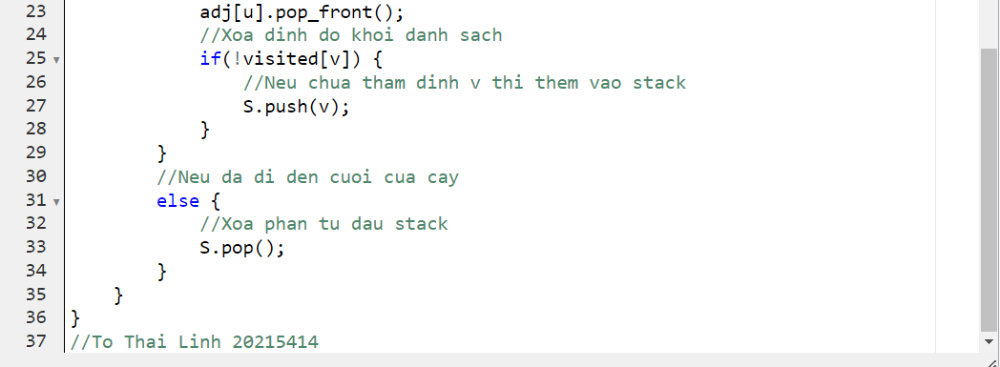 23 adj[u].pop_front();
24 //Xoa dinh do khoi danh sach
25 if(!visited[v]) {
26 //Neu chua tham dinh v thi them vao stack
27 S.push(v);
28 }
29 }
30 //Neu da di den cuoi cua cay
31 else {
32 //Xoa phan tu dau stack
33 S.pop();
34 }
35 }
36 }
37 //To Thai Linh 20215414